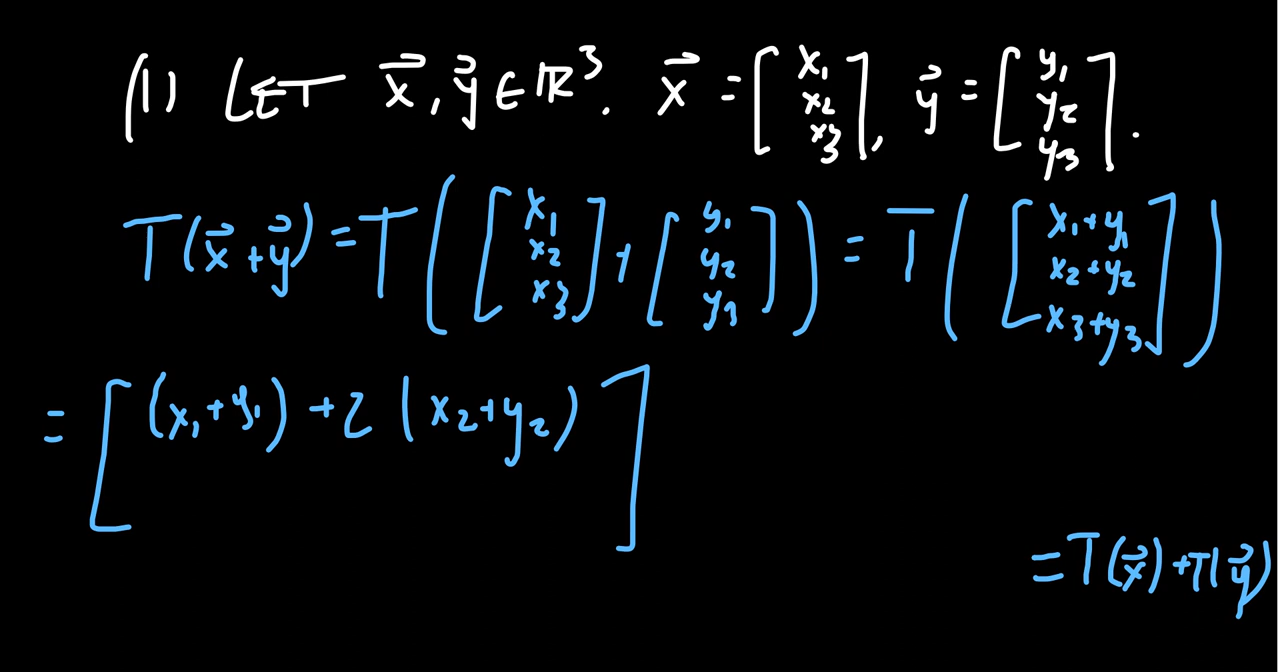 (1) LET x⃗, y⃗ ∈ ℝ³. x⃗ = [x₁ x₂ x₃], y⃗ = [y₁ y₂ y₃].
T(x⃗ + y⃗) = T([x₁ x₂ x₃] + [y₁ y₂ y₃]) = T([x₁+y₁ x₂+y₂ x₃+y₃])
= [(x₁+y₁) + 2(x₂+y₂)]
= T(x⃗) + T(y⃗)